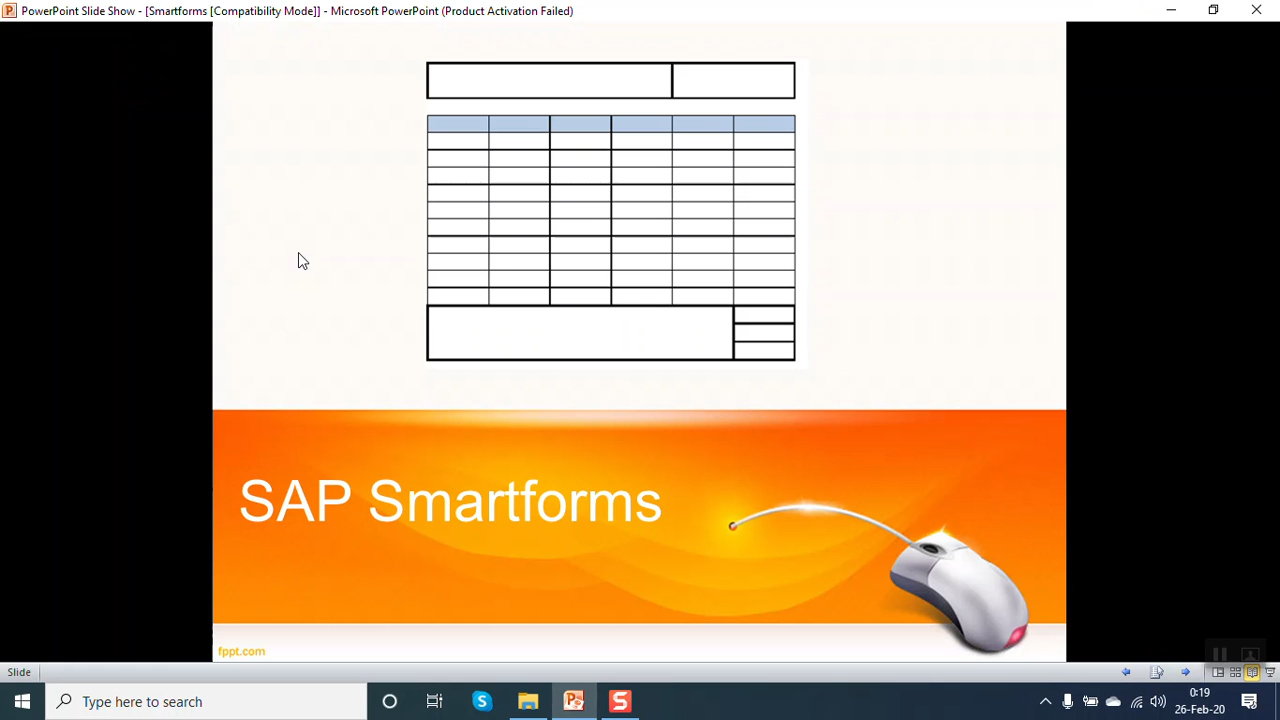 PowerPoint Slide Show - [Smartforms [Compatibility Mode]] - Microsoft PowerPoint (Product Activation Failed)
SAP Smartforms
fppt.com
Slide
Type here to search
0:19
26-Feb-20